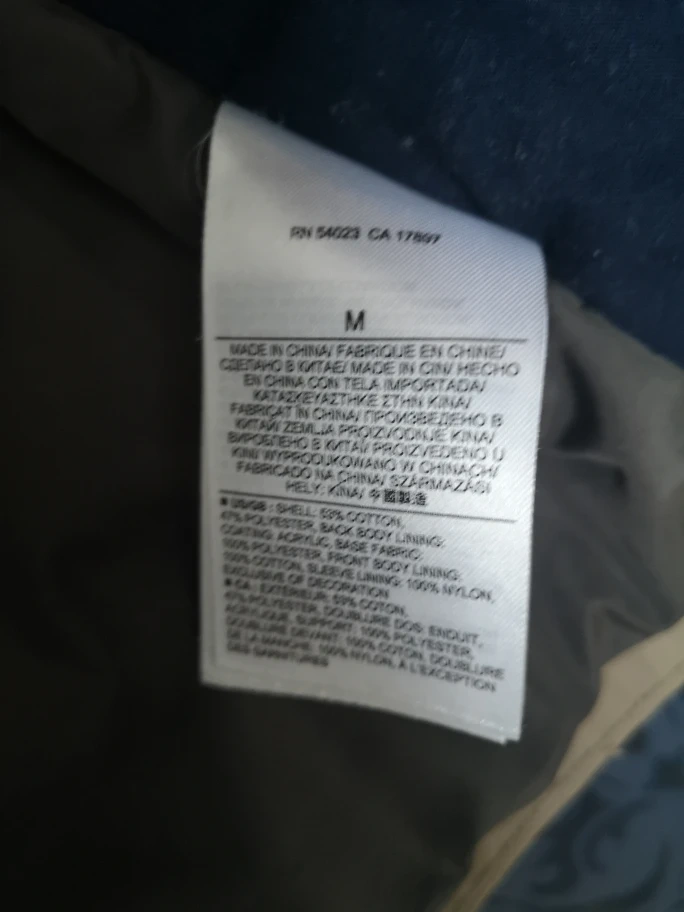 RN 54023 CA 17897
M
MADE IN CHINA/ FABRIQUE EN CHINE/
СДЕЛАНО В КИТАЕ/ MADE IN CIN/ HECHO
EN CHINA CON TELA IMPORTADA/
ΚΑΤΑΣΚΕΥΑΣΤΗΚΕ ΣΤΗΝ ΚΙΝΑ/
FABRICAT ÎN CHINA/ ПРОИЗВЕДЕНО В
КИТАЙ/ ZEMLJA PROIZVODNJE KINA/
ВИРОБЛЕНО В КИТАЇ/ PROIZVEDENO U
KINI/ WYPRODUKOWANO W CHINACH/
FABRICADO NA CHINA/ SZÁRMAZÁSI
HELY: KINA/ 中國製造
■ US/GB : SHELL: 53% COTTON,
47% POLYESTER, BACK BODY LINING:
COATING: ACRYLIC, BASE FABRIC:
100% POLYESTER, FRONT BODY LINING:
100% COTTON, SLEEVE LINING: 100% NYLON,
EXCLUSIVE OF DECORATION
■ CA : EXTÉRIEUR: 53% COTON,
47% POLYESTER, DOUBLURE DOS: ENDUIT,
ACRYLIQUE, SUPPORT: 100% POLYESTER,
DOUBLURE DEVANT: 100% COTON, DOUBLURE
DE LA MANCHE: 100% NYLON, À L'EXCEPTION
DES GARNITURES